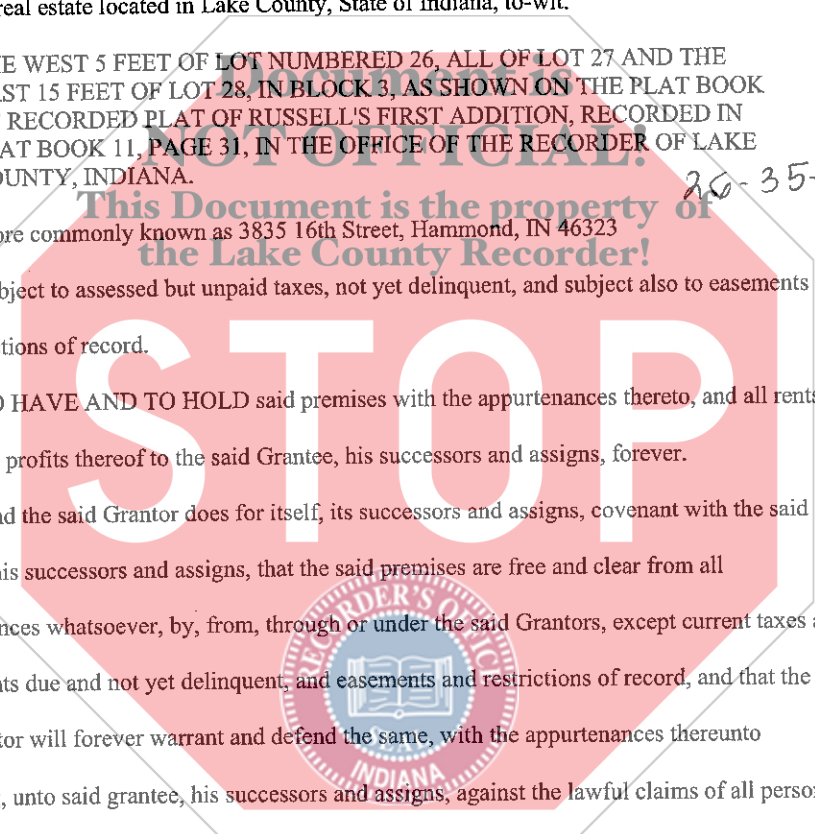 real estate located in Lake County, State of Indiana, to-wit:
E WEST 5 FEET OF LOT NUMBERED 26, ALL OF LOT 27 AND THE
ST 15 FEET OF LOT 28, IN BLOCK 3, AS SHOWN ON THE PLAT BOOK
RECORDED PLAT OF RUSSELL'S FIRST ADDITION, RECORDED IN
AT BOOK 11, PAGE 31, IN THE OFFICE OF THE RECORDER OF LAKE
OUNTY, INDIANA.
26-35-
Document is
NOT OFFICIAL!
This Document is the property of
the Lake County Recorder!
ore commonly known as 3835 16th Street, Hammond, IN 46323
bject to assessed but unpaid taxes, not yet delinquent, and subject also to easements
tions of record.
O HAVE AND TO HOLD said premises with the appurtenances thereto, and all rents
profits thereof to the said Grantee, his successors and assigns, forever.
STOP
nd the said Grantor does for itself, its successors and assigns, covenant with the said
his successors and assigns, that the said premises are free and clear from all
nces whatsoever, by, from, through or under the said Grantors, except current taxes a
nts due and not yet delinquent, and easements and restrictions of record, and that the
tor will forever warrant and defend the same, with the appurtenances thereunto
, unto said grantee, his successors and assigns, against the lawful claims of all person
RECORDER'S OFFICE
SEAL
INDIANA